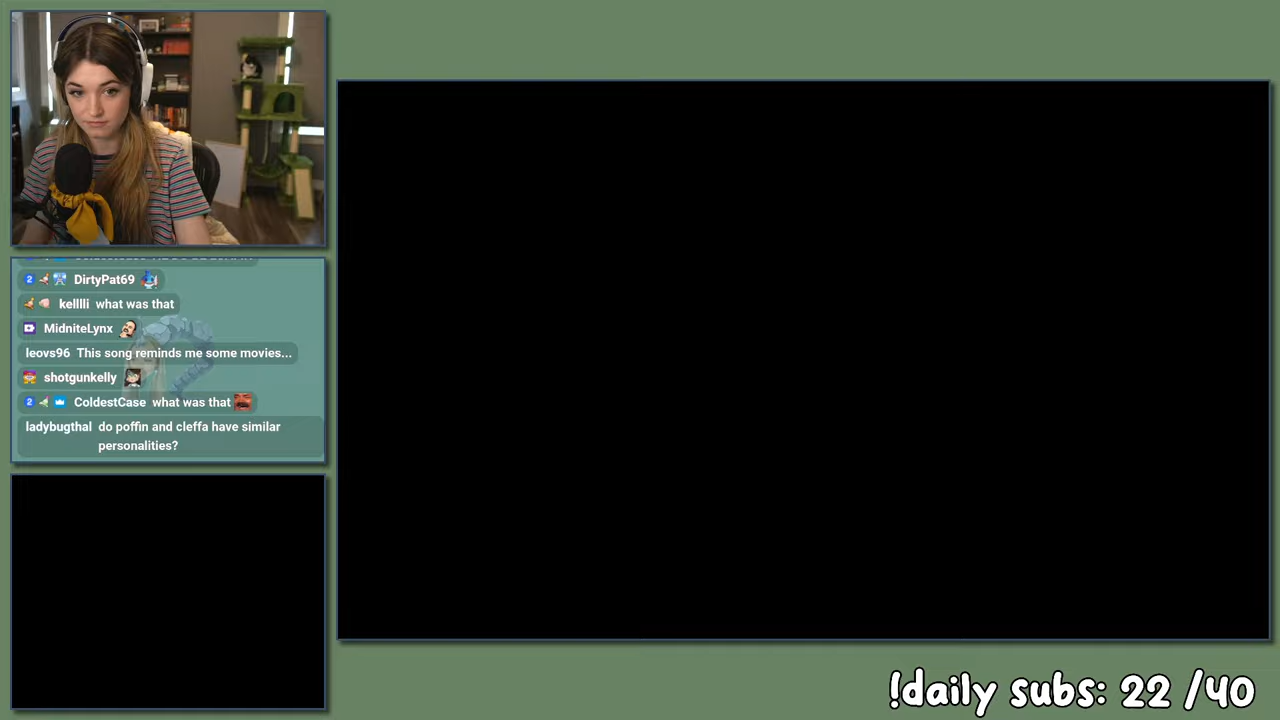 DirtyPat69
kelllli what was that
MidniteLynx
leovs96 This song reminds me some movies...
shotgunkelly
ColdestCase what was that
ladybugthal do poffin and cleffa have similar
personalities?
!daily subs: 22 /40